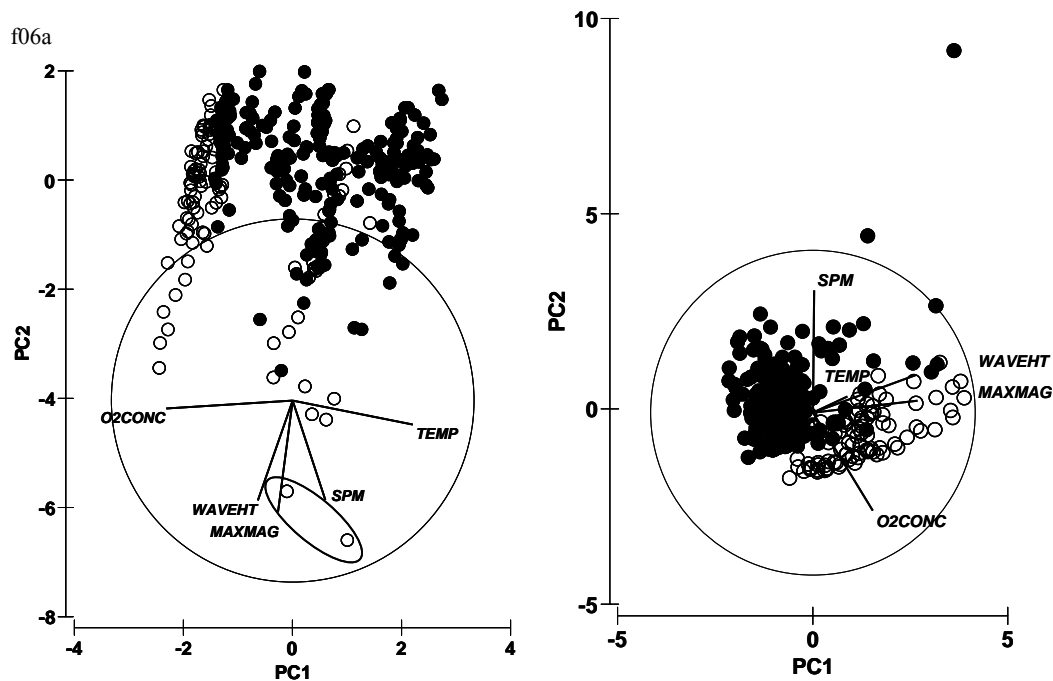 f06a
2
0
-2
-4
-6
-8
PC2
O2CONC
TEMP
WAVEHT
SPM
MAXMAG
-4
-2
0
2
4
PC1
10
5
0
-5
PC2
SPM
TEMP
WAVEHT
MAXMAG
O2CONC
-5
0
5
PC1